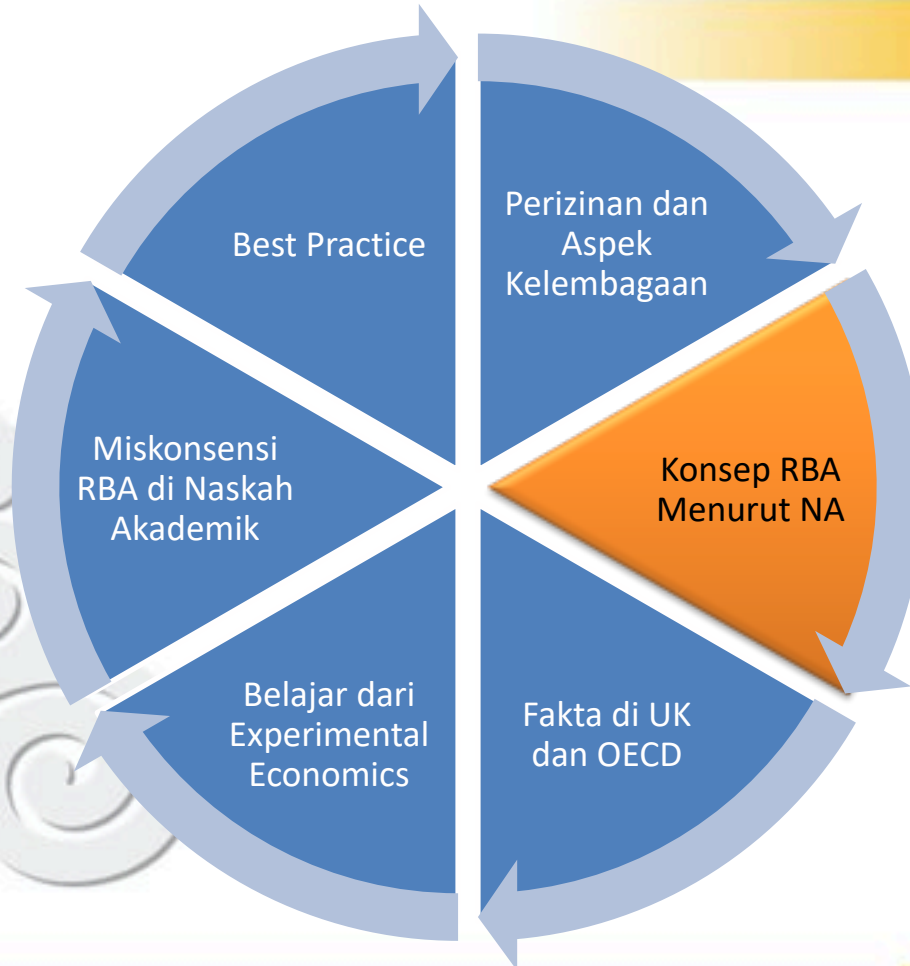 Perizinan dan
Aspek
Kelembagaan
Konsep RBA
Menurut NA
Fakta di UK
dan OECD
Belajar dari
Experimental
Economics
Miskonsensi
RBA di Naskah
Akademik
Best Practice